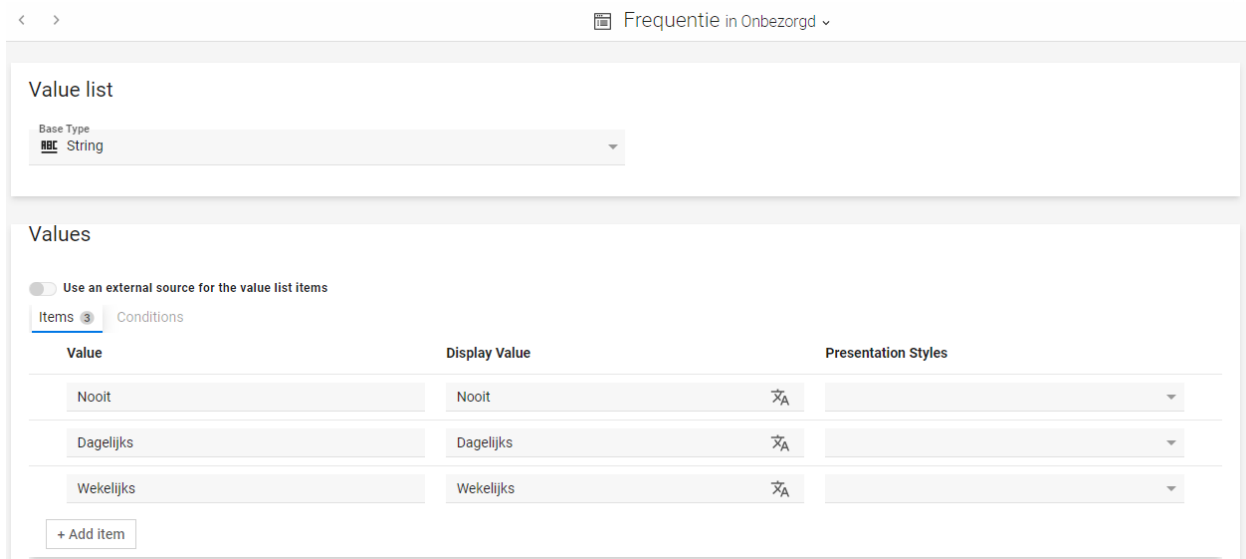 Frequentie in Onbezorgd
Value list
Base Type
ABC String
Values
Use an external source for the value list items
Items 3 Conditions
Value Display Value Presentation Styles
Nooit Nooit
Dagelijks Dagelijks
Wekelijks Wekelijks
+ Add item